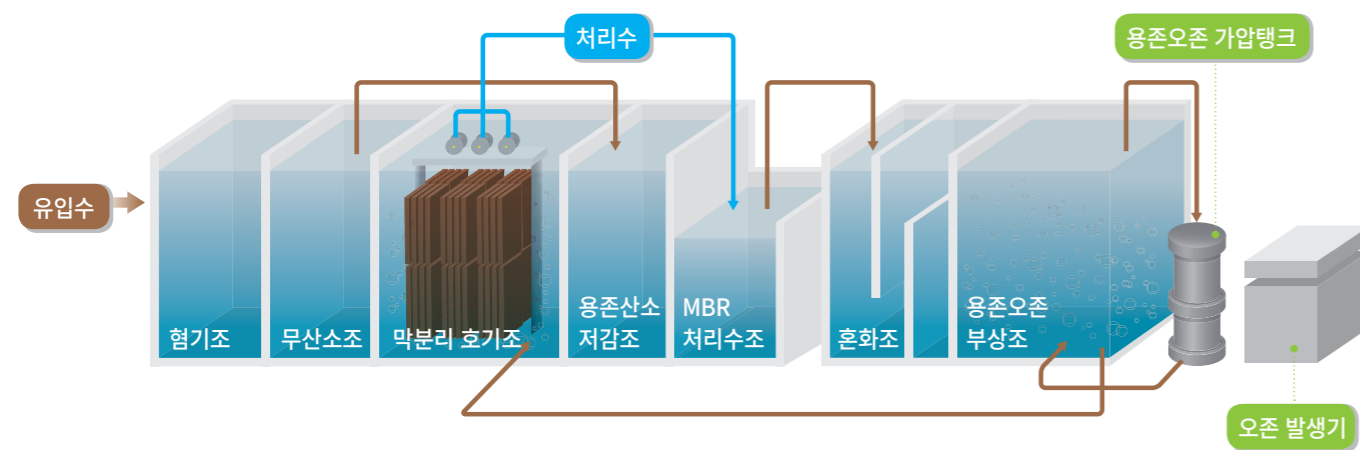 처리수
용존오존 가압탱크
유입수
혐기조
무산소조
막분리 호기조
용존산소
저감조
MBR
처리수조
혼화조
용존오존
부상조
오존 발생기